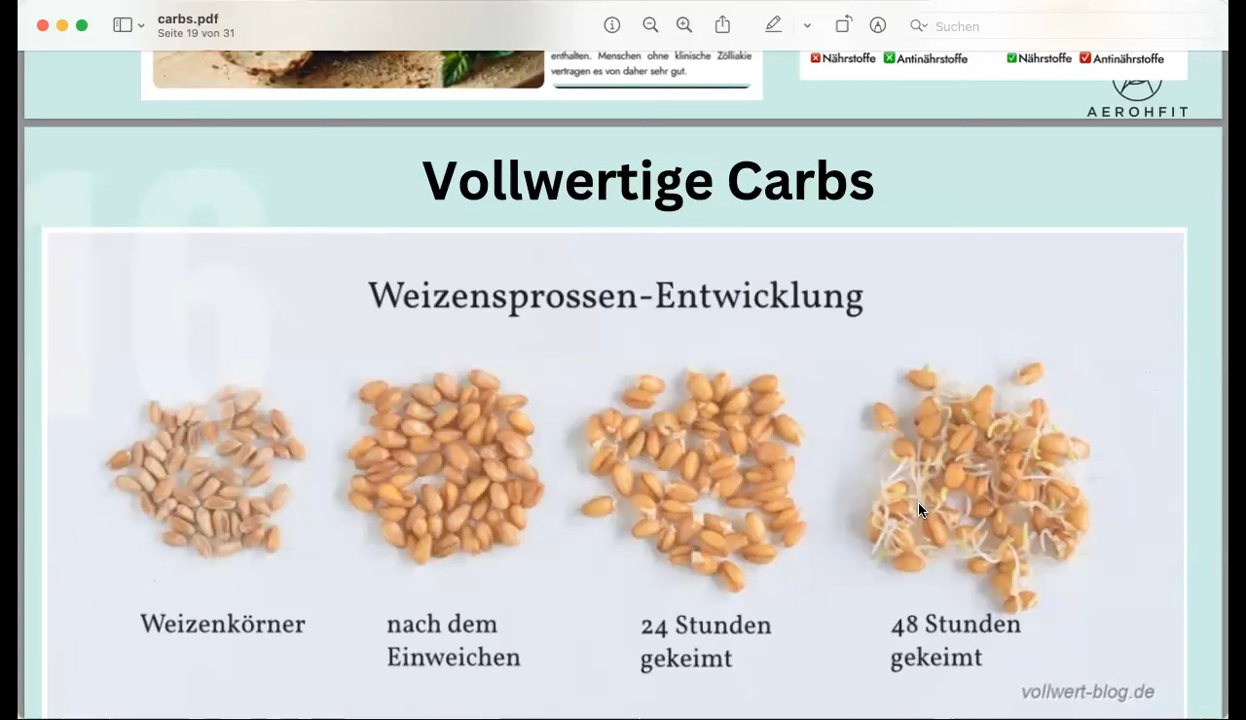 carbs.pdf
Seite 19 von 31
Suchen
enthalten. Menschen ohne klinische Zölliakie
vertragen es von daher sehr gut.
Nährstoffe Antinährstoffe Nährstoffe Antinährstoffe
AEROHFIT
16
Vollwertige Carbs
Weizensprossen-Entwicklung
Weizenkörner
nach dem
Einweichen
24 Stunden
gekeimt
48 Stunden
gekeimt
vollwert-blog.de